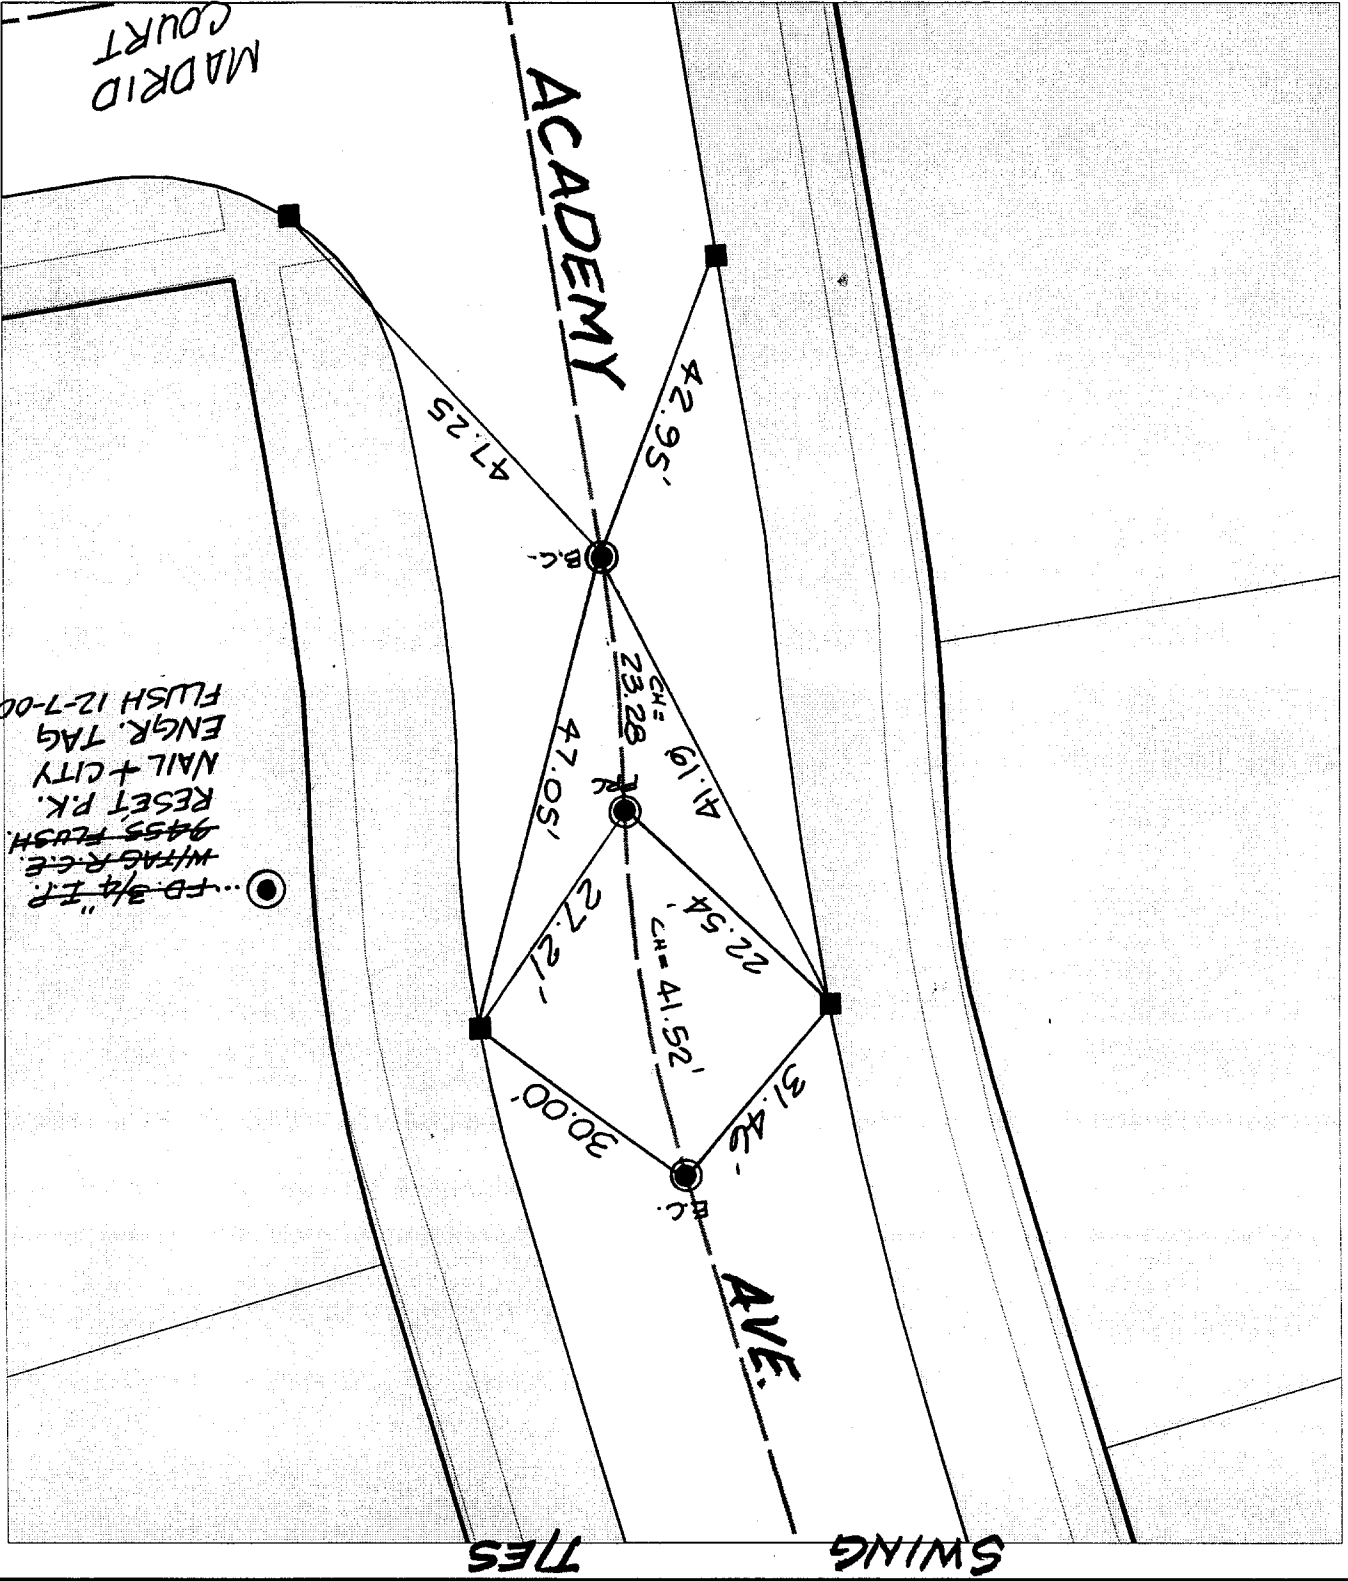 SWING TIES
AVE.
E.C.
31.46'
30.00'
CH= 41.52'
22.54'
27.21'
FD 3/4" I.P.
W/TAG R.C.E.
9455 FLUSH.
RESET P.K.
NAIL + CITY
ENGR. TAG
FLUSH 12-7-00
PRC
41.19
47.05'
CH=
23.28
B.C.
42.95'
47.25
ACADEMY
MADRID
COURT